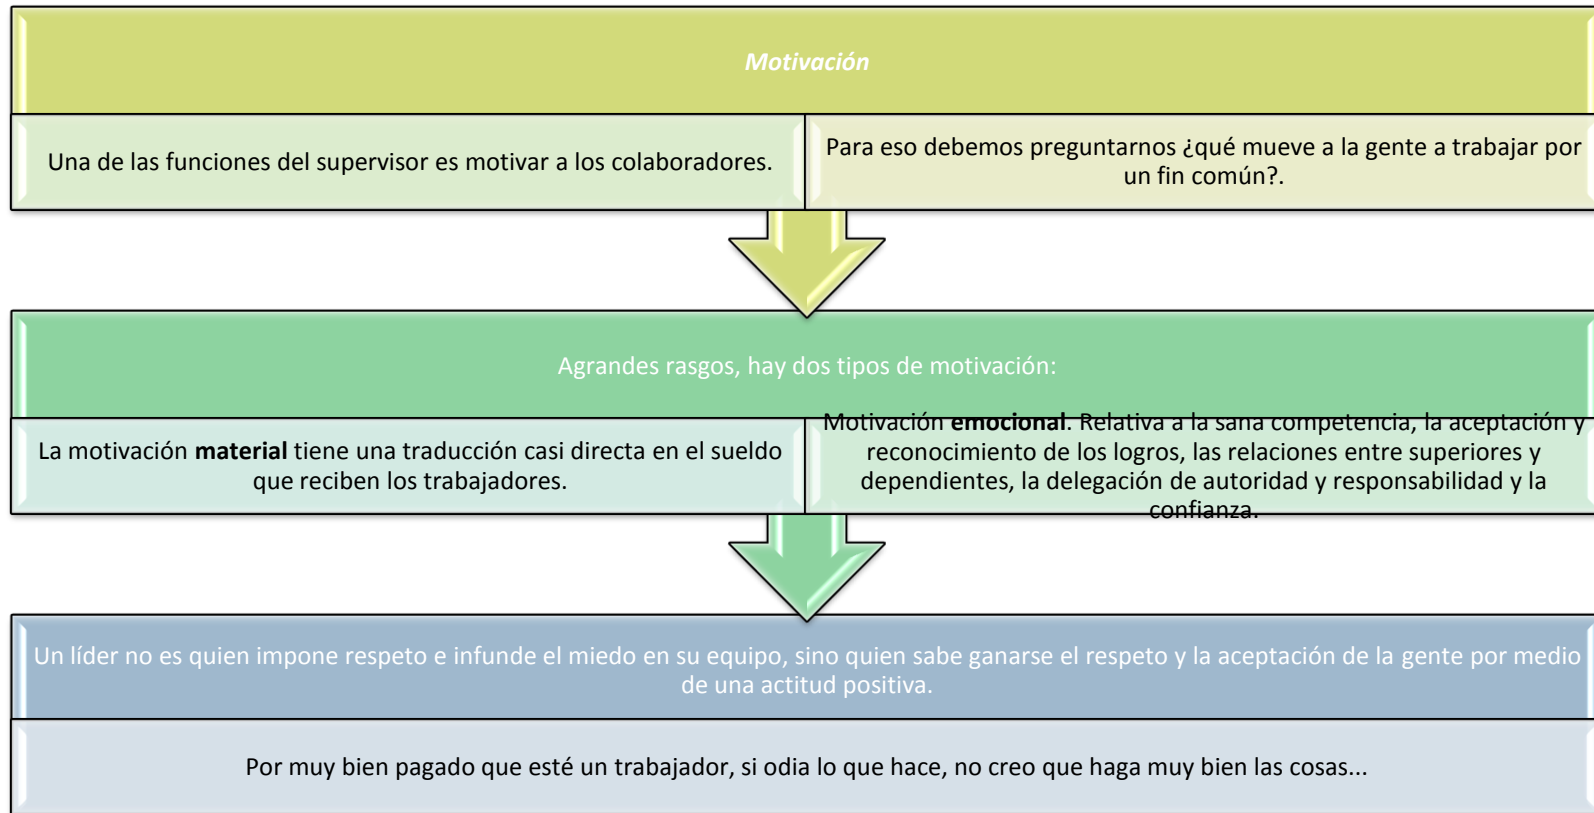 Motivación
Una de las funciones del supervisor es motivar a los colaboradores.
Para eso debemos preguntarnos ¿qué mueve a la gente a trabajar por
un fin común?.
Agrandes rasgos, hay dos tipos de motivación:
La motivación material tiene una traducción casi directa en el sueldo
que reciben los trabajadores.
Motivación emocional. Relativa a la sana competencia, la aceptación y
reconocimiento de los logros, las relaciones entre superiores y
dependientes, la delegación de autoridad y responsabilidad y la
confianza.
Un líder no es quien impone respeto e infunde el miedo en su equipo, sino quien sabe ganarse el respeto y la aceptación de la gente por medio
de una actitud positiva.
Por muy bien pagado que esté un trabajador, si odia lo que hace, no creo que haga muy bien las cosas...